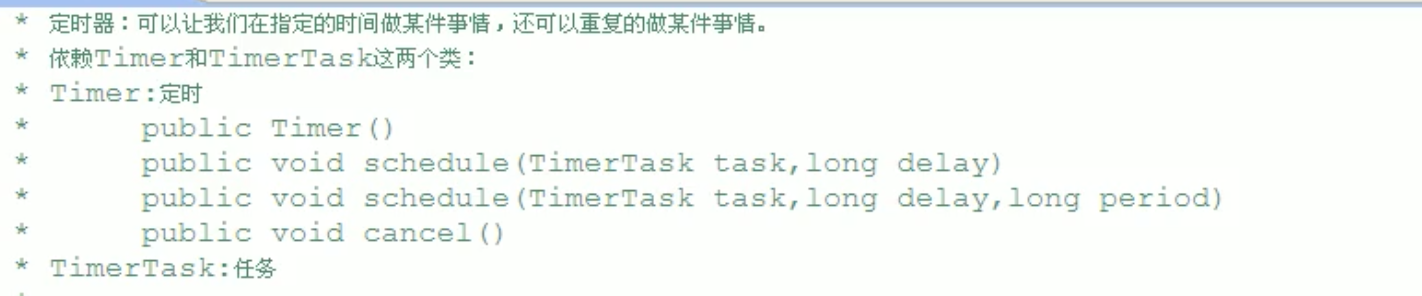 * 定时器：可以让我们在指定的时间做某件事情，还可以重复的做某件事情。
* 依赖Timer和TimerTask这两个类：
* Timer:定时
* public Timer()
* public void schedule(TimerTask task,long delay)
* public void schedule(TimerTask task,long delay,long period)
* public void cancel()
* TimerTask:任务